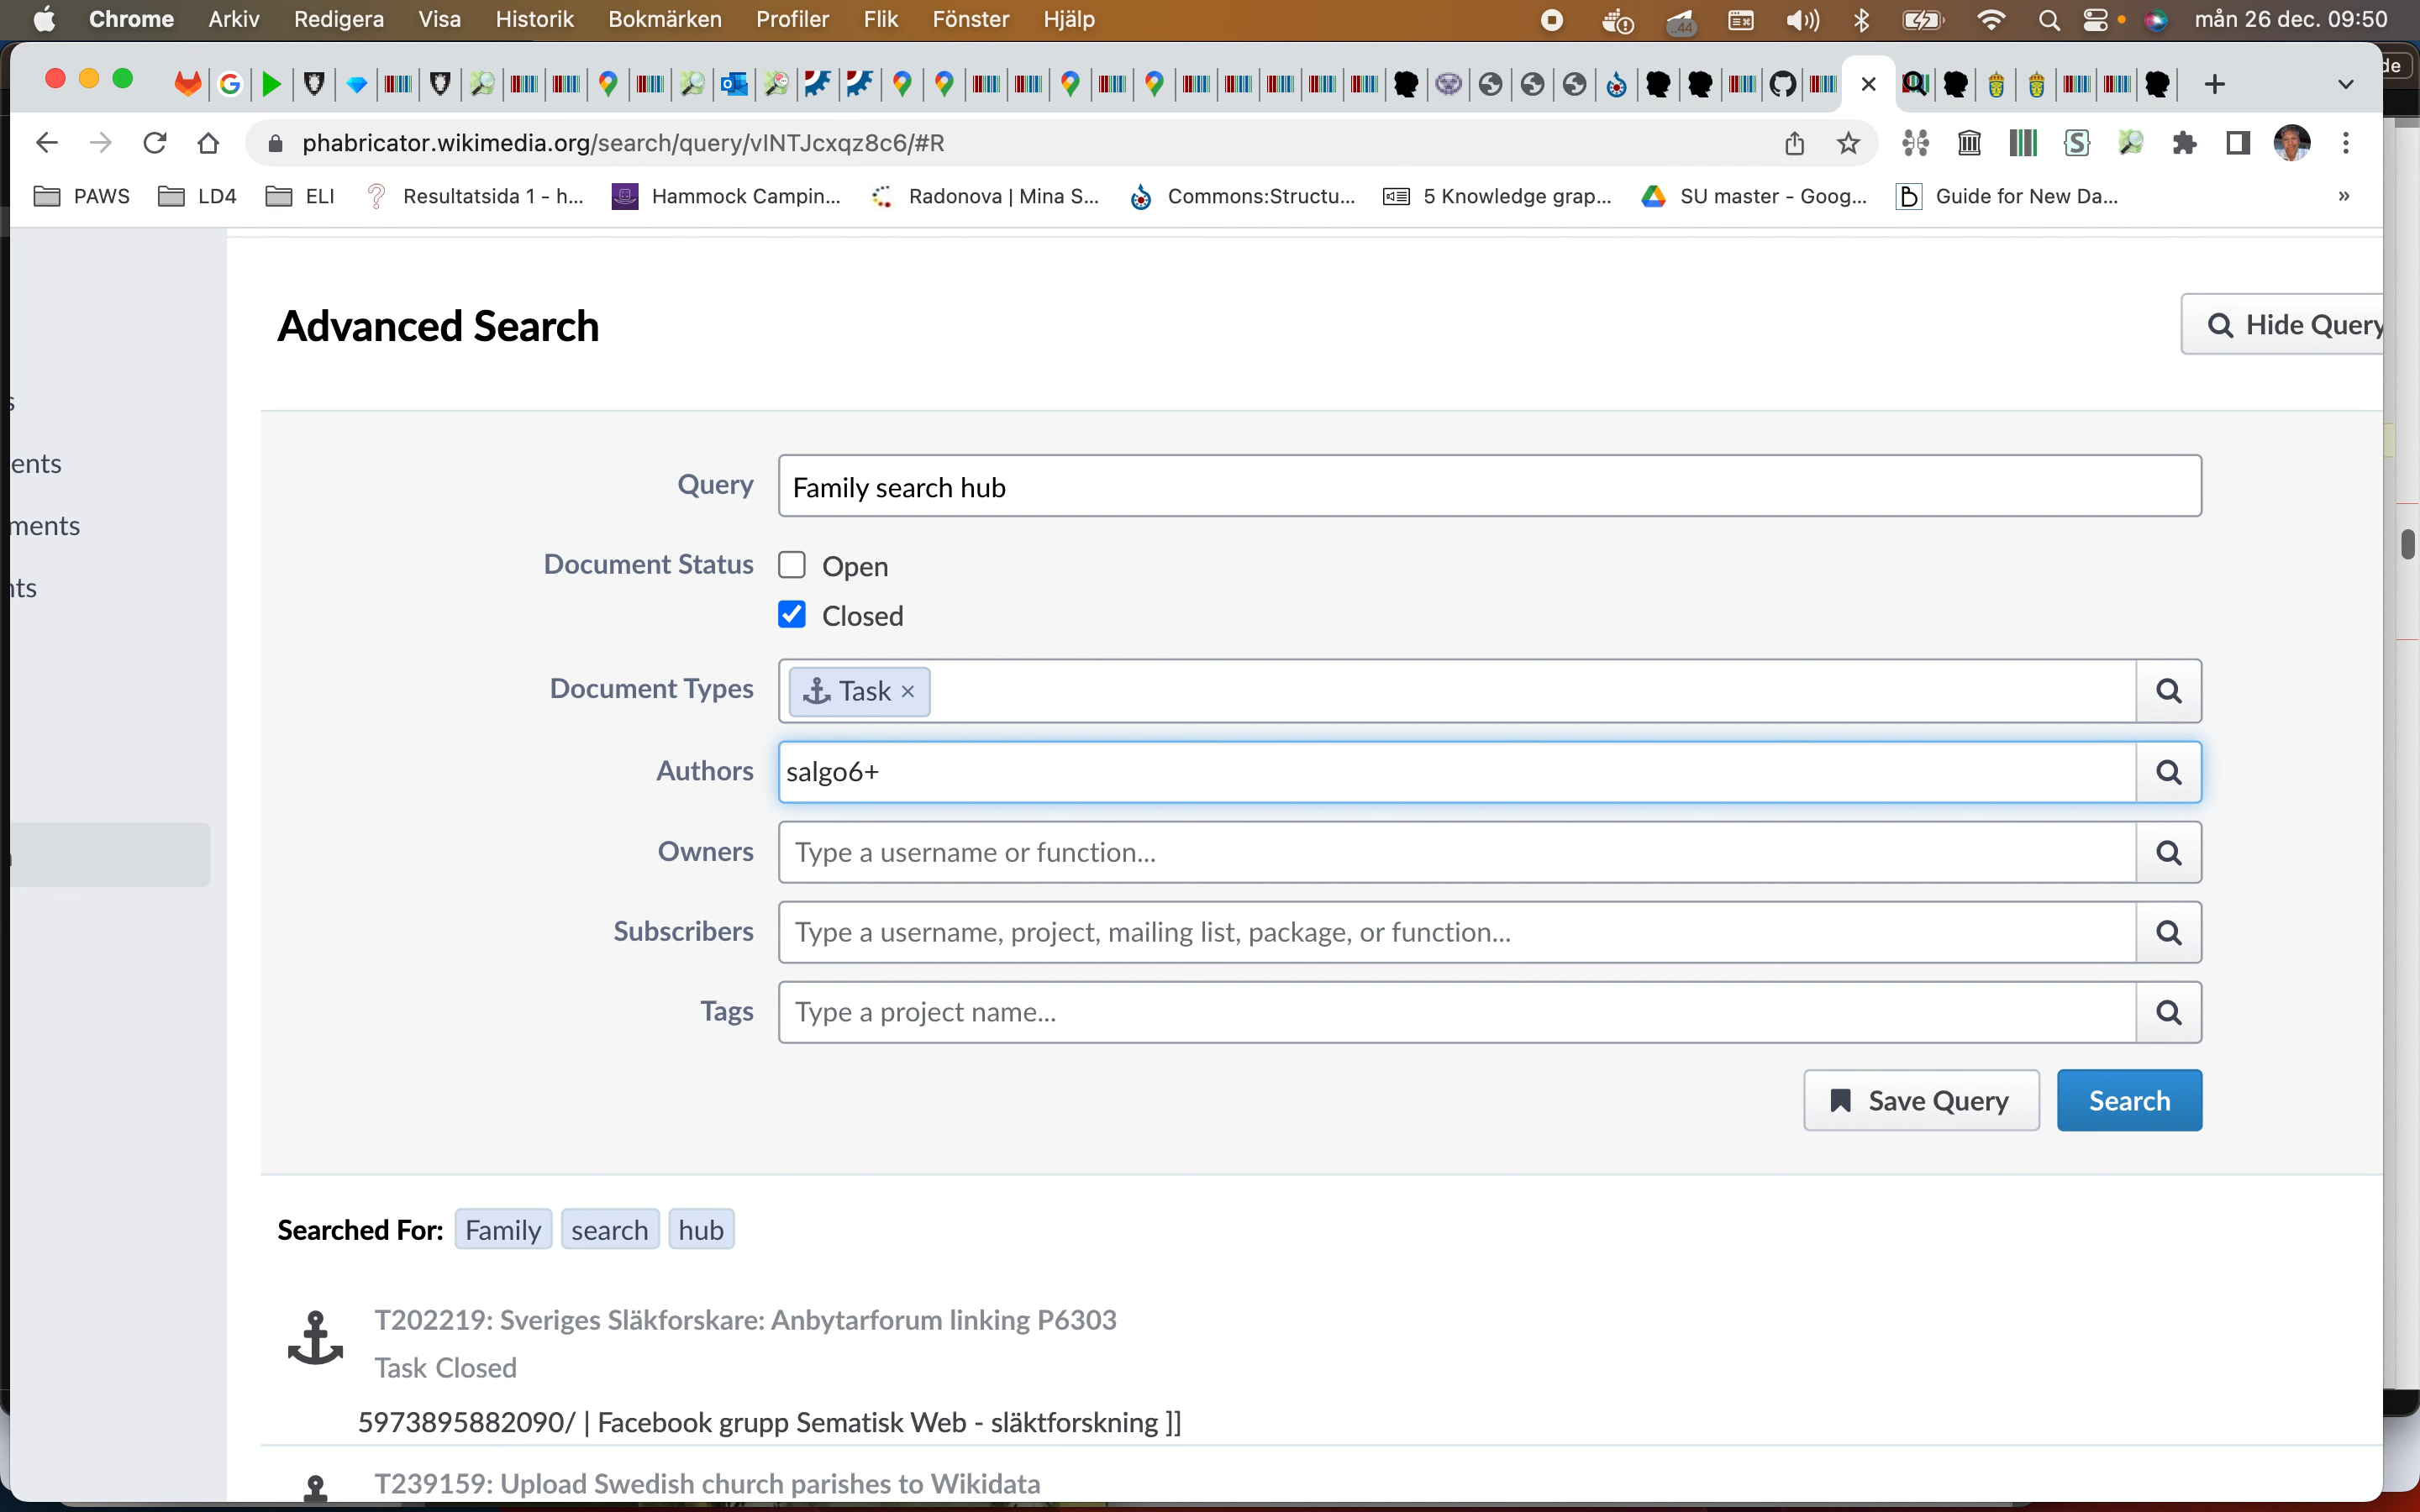 Chrome Arkiv Redigera Visa Historik Bokmärken Profiler Flik Fönster Hjälp 44 mån 26 dec. 09:50
de
phabricator.wikimedia.org/search/query/vINTJcxqz8c6/#R
PAWS LD4 ELI Resultatsida 1 - h... Hammock Campin... Radonova | Mina S... Commons:Structu... 5 Knowledge grap... SU master - Goog... Guide for New Da... »
Advanced Search
Hide Query
ents
ments
nts
Query Family search hub
Document Status Open
Closed
Document Types Task ×
Authors salgo6+
Owners Type a username or function...
Subscribers Type a username, project, mailing list, package, or function...
Tags Type a project name...
Save Query Search
Searched For: Family search hub
T202219: Sveriges Släkforskare: Anbytarforum linking P6303
Task Closed
5973895882090/ | Facebook grupp Sematisk Web - släktforskning ]]
T239159: Upload Swedish church parishes to Wikidata